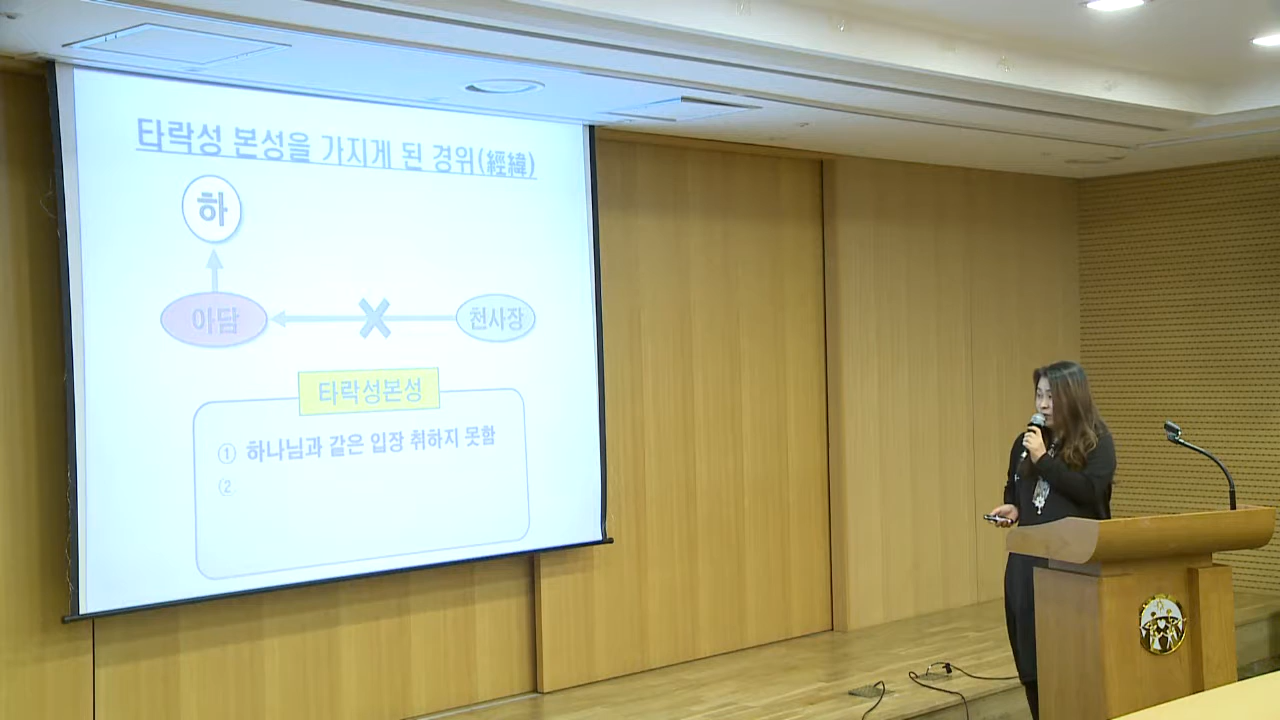 타락성 본성을 가지게 된 경위(經緯)
하
아담
천사장
타락성본성
① 하나님과 같은 입장 취하지 못함
②